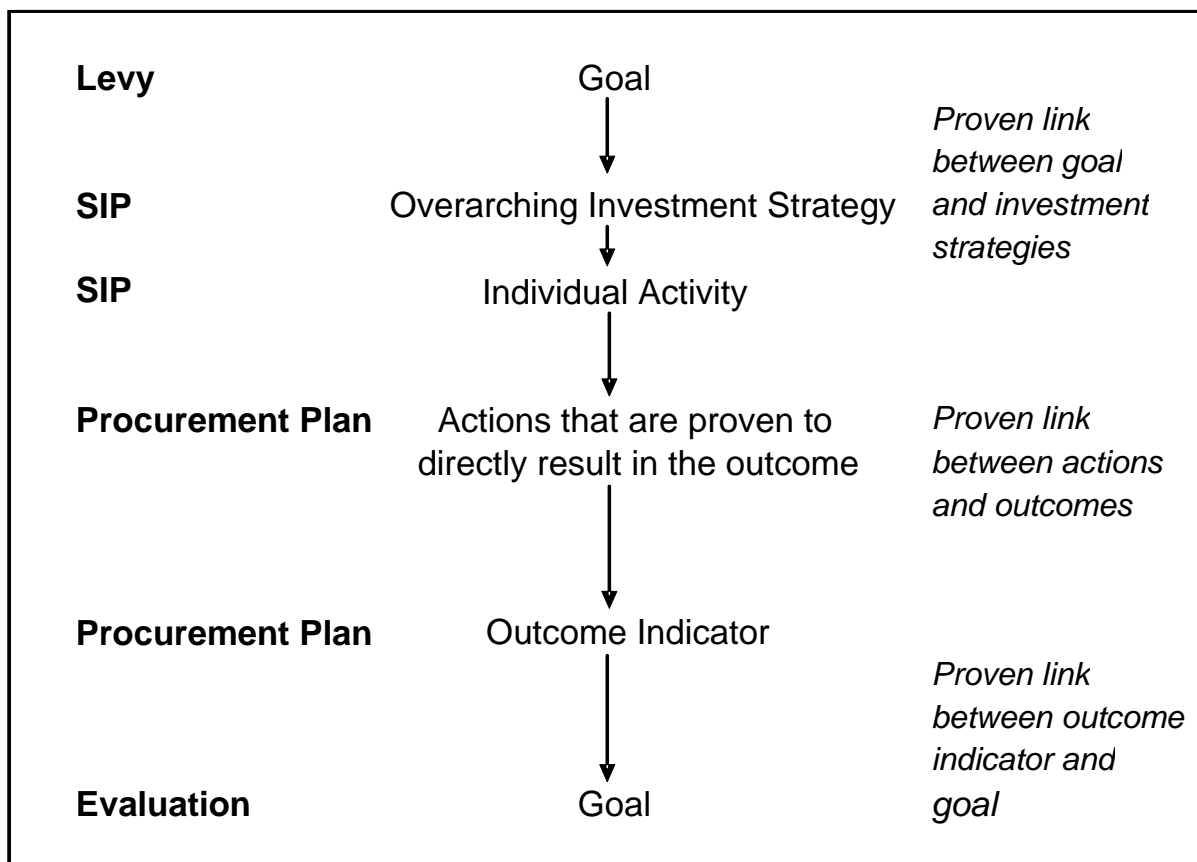 Levy
Goal
Proven link
between goal
and investment
strategies
SIP
Overarching Investment Strategy
SIP
Individual Activity
Procurement Plan
Actions that are proven to
directly result in the outcome
Proven link
between actions
and outcomes
Procurement Plan
Outcome Indicator
Proven link
between outcome
indicator and
goal
Evaluation
Goal